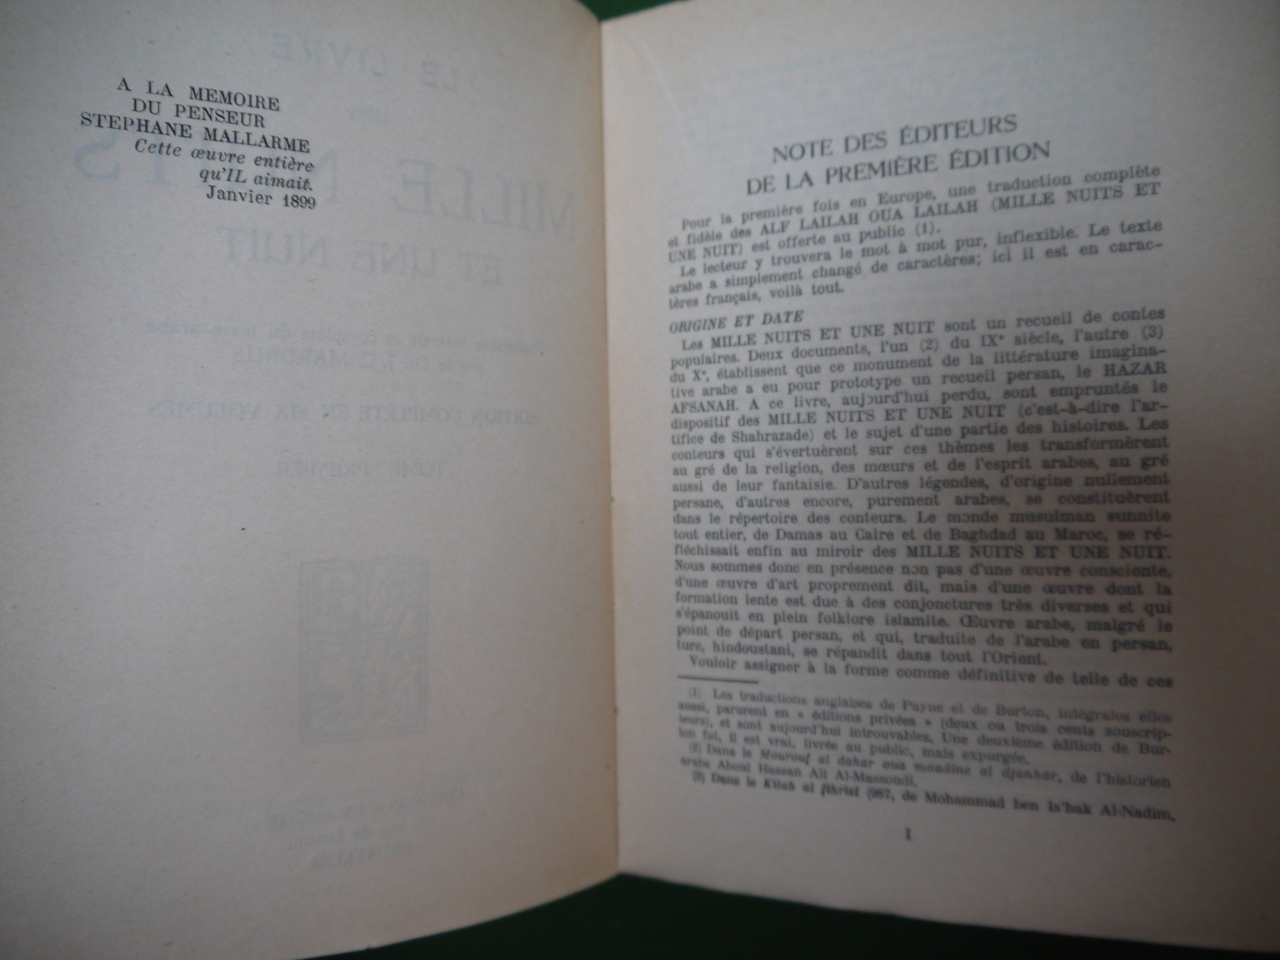 A LA MEMOIRE
DU PENSEUR
STEPHANE MALLARME
Cette œuvre entière
qu'IL aimait.
Janvier 1899
NOTE DES ÉDITEURS
DE LA PREMIÈRE ÉDITION
Pour la première fois en Europe, une traduction complète
et fidèle des ALF LAILAH OUA LAILAH (MILLE NUITS ET
UNE NUIT) est offerte au public (1).
Le lecteur y trouvera le mot à mot pur, inflexible. Le texte
arabe a simplement changé de caractères; ici il est en carac-
tères français, voilà tout.
ORIGINE ET DATE
Les MILLE NUITS ET UNE NUIT sont un recueil de contes
populaires. Deux documents, l'un (2) du IXe siècle, l'autre (3)
du Xe, établissent que ce monument de la littérature imagina-
tive arabe a eu pour prototype un recueil persan, le HAZAR
AFSANAH. A ce livre, aujourd'hui perdu, sont empruntés le
dispositif des MILLE NUITS ET UNE NUIT (c'est-à-dire l'ar-
tifice de Shahrazade) et le sujet d'une partie des histoires. Les
conteurs qui s'évertuèrent sur ces thèmes les transformèrent
au gré de la religion, des mœurs et de l'esprit arabes, au gré
aussi de leur fantaisie. D'autres légendes, d'origine nullement
persane, d'autres encore, purement arabes, se constituèrent
dans le répertoire des conteurs. Le monde musulman sunnite
tout entier, de Damas au Caire et de Baghdad au Maroc, se ré-
fléchissait enfin au miroir des MILLE NUITS ET UNE NUIT.
Nous sommes donc en présence non pas d'une œuvre consciente,
d'une œuvre d'art proprement dit, mais d'une œuvre dont la
formation lente est due à des conjonctures très diverses et qui
s'épanouit en plein folklore islamite. Œuvre arabe, malgré le
point de départ persan, et qui, traduite de l'arabe en persan,
turc, hindoustani, se répandit dans tout l'Orient.
Vouloir assigner à la forme comme définitive de telle de ces
(1) Les traductions anglaises de Payne et de Burton, intégrales elles
aussi, parurent en « éditions privées » (deux ou trois cents souscrip-
teurs), et sont aujourd'hui introuvables. Une deuxième édition de Bur-
ton fut, il est vrai, livrée au public, mais expurgée.
(2) Dans le Mourouf al dahar oua maadine al djanhar, de l'historien
arabe Aboul Hassan Ali Al-Massoudi.
(3) Dans le Kitab al fihrist (987, de Mohammad ben Is'hak Al-Nadim.
I